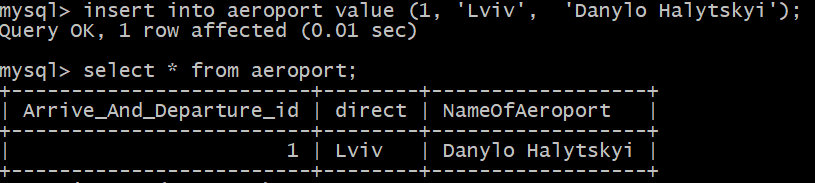 mysql> insert into aeroport value (1, 'Lviv',  'Danylo Halytskyi');
Query OK, 1 row affected (0.01 sec)
mysql> select * from aeroport;
+-------------------------+--------+------------------+
| Arrive_And_Departure_id | direct | NameOfAeroport   |
+-------------------------+--------+------------------+
|                       1 | Lviv   | Danylo Halytskyi |
+-------------------------+--------+------------------+